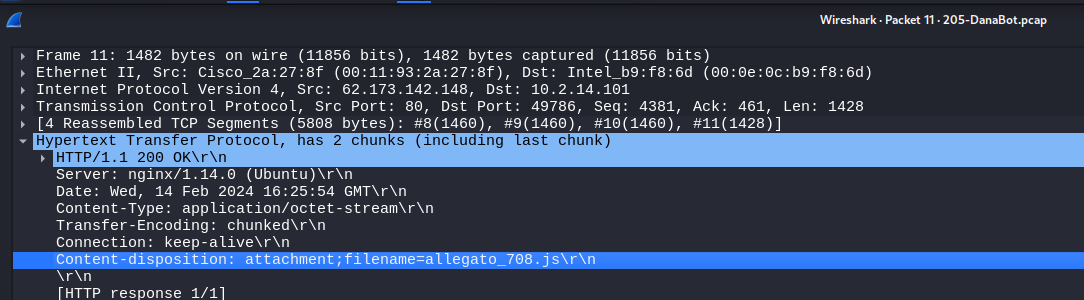 Wireshark · Packet 11 · 205-DanaBot.pcap
Frame 11: 1482 bytes on wire (11856 bits), 1482 bytes captured (11856 bits)
Ethernet II, Src: Cisco_2a:27:8f (00:11:93:2a:27:8f), Dst: Intel_b9:f8:6d (00:0e:0c:b9:f8:6d)
Internet Protocol Version 4, Src: 62.173.142.148, Dst: 10.2.14.101
Transmission Control Protocol, Src Port: 80, Dst Port: 49786, Seq: 4381, Ack: 461, Len: 1428
[4 Reassembled TCP Segments (5808 bytes): #8(1460), #9(1460), #10(1460), #11(1428)]
Hypertext Transfer Protocol, has 2 chunks (including last chunk)
HTTP/1.1 200 OK\r\n
Server: nginx/1.14.0 (Ubuntu)\r\n
Date: Wed, 14 Feb 2024 16:25:54 GMT\r\n
Content-Type: application/octet-stream\r\n
Transfer-Encoding: chunked\r\n
Connection: keep-alive\r\n
Content-disposition: attachment;filename=allegato_708.js\r\n
\r\n
[HTTP response 1/1]